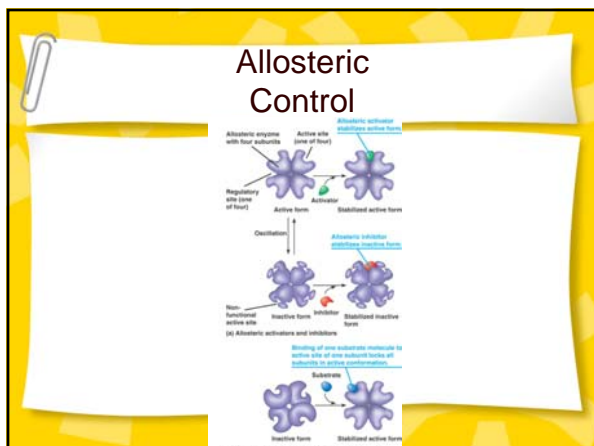 Allosteric
Control
Allosteric enzyme
with four subunits
Active site
(one of four)
Allosteric activator
stabilizes active form.
Regulatory
site (one
of four)
Active form
Activator
Stabilized active form
Oscillation
Allosteric inhibitor
stabilizes inactive form.
Non-
functional
active site
Inactive form
Inhibitor
Stabilized inactive
form
(a) Allosteric activators and inhibitors
Binding of one substrate molecule to
active site of one subunit locks all
subunits in active conformation.
Substrate
Inactive form
Stabilized active form